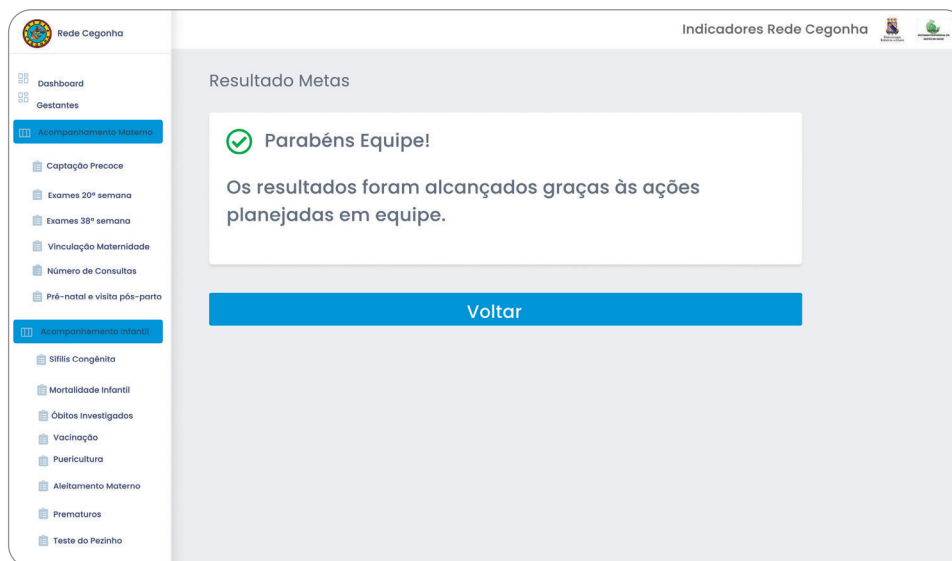 Rede Cegonha
Indicadores Rede Cegonha
Dashboard
Gestantes
Acompanhamento Materno
Captação Precoce
Exames 20ª semana
Exames 38ª semana
Vinculação Maternidade
Número de Consultas
Pré-natal e visita pós-parto
Acompanhemento Infantil
Sífilis Congênita
Mortalidade Infantil
Óbitos Investigados
Vacinação
Puericultura
Aleitamento Materno
Prematuros
Teste do Pezinho
Resultado Metas
Parabéns Equipe!
Os resultados foram alcançados graças às ações
planejadas em equipe.
Voltar